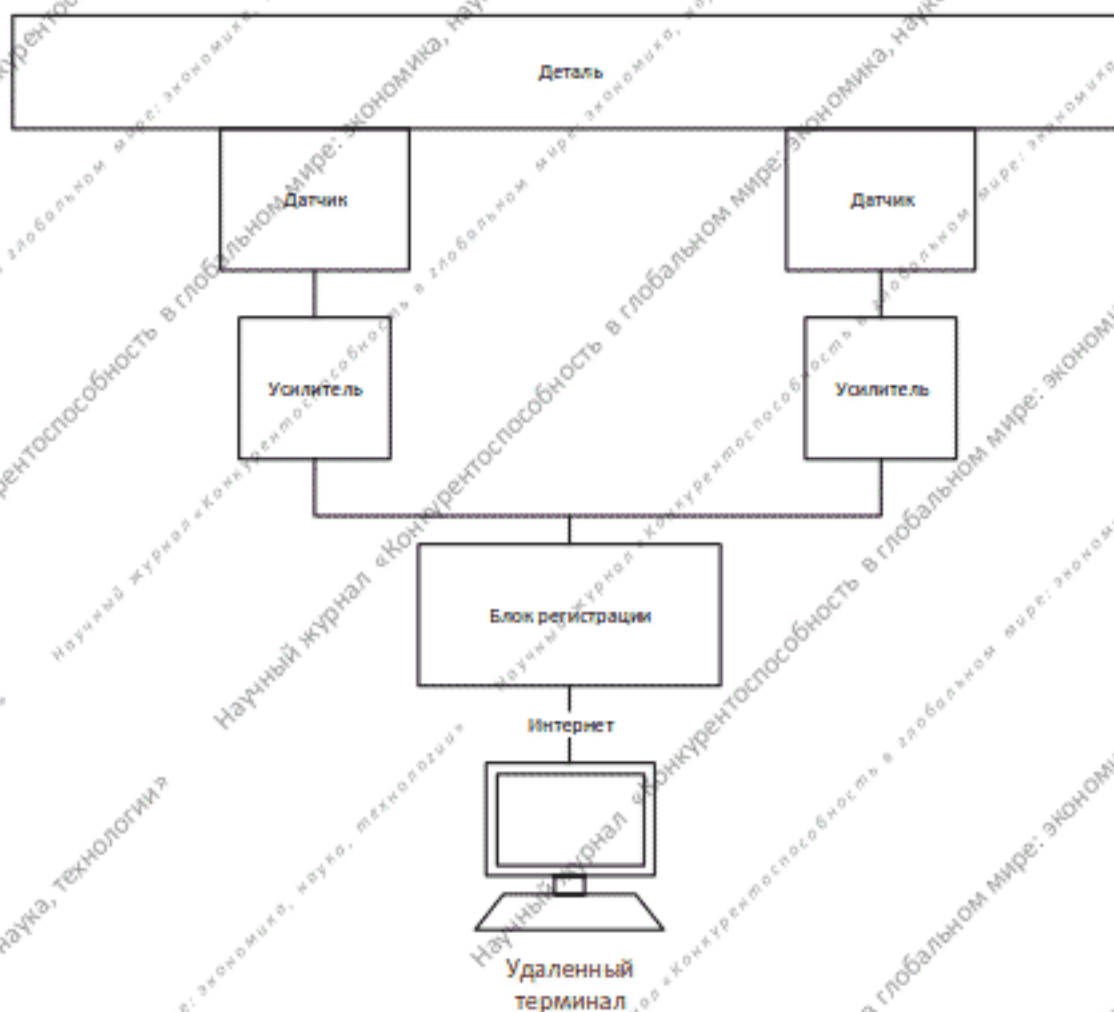 Деталь
Датчик
Датчик
Усилитель
Усилитель
Блок регистрации
Интернет
Удаленный
терминал
Научный журнал «Конкурентоспособность в глобальном мире: экономика, наука, технологии»